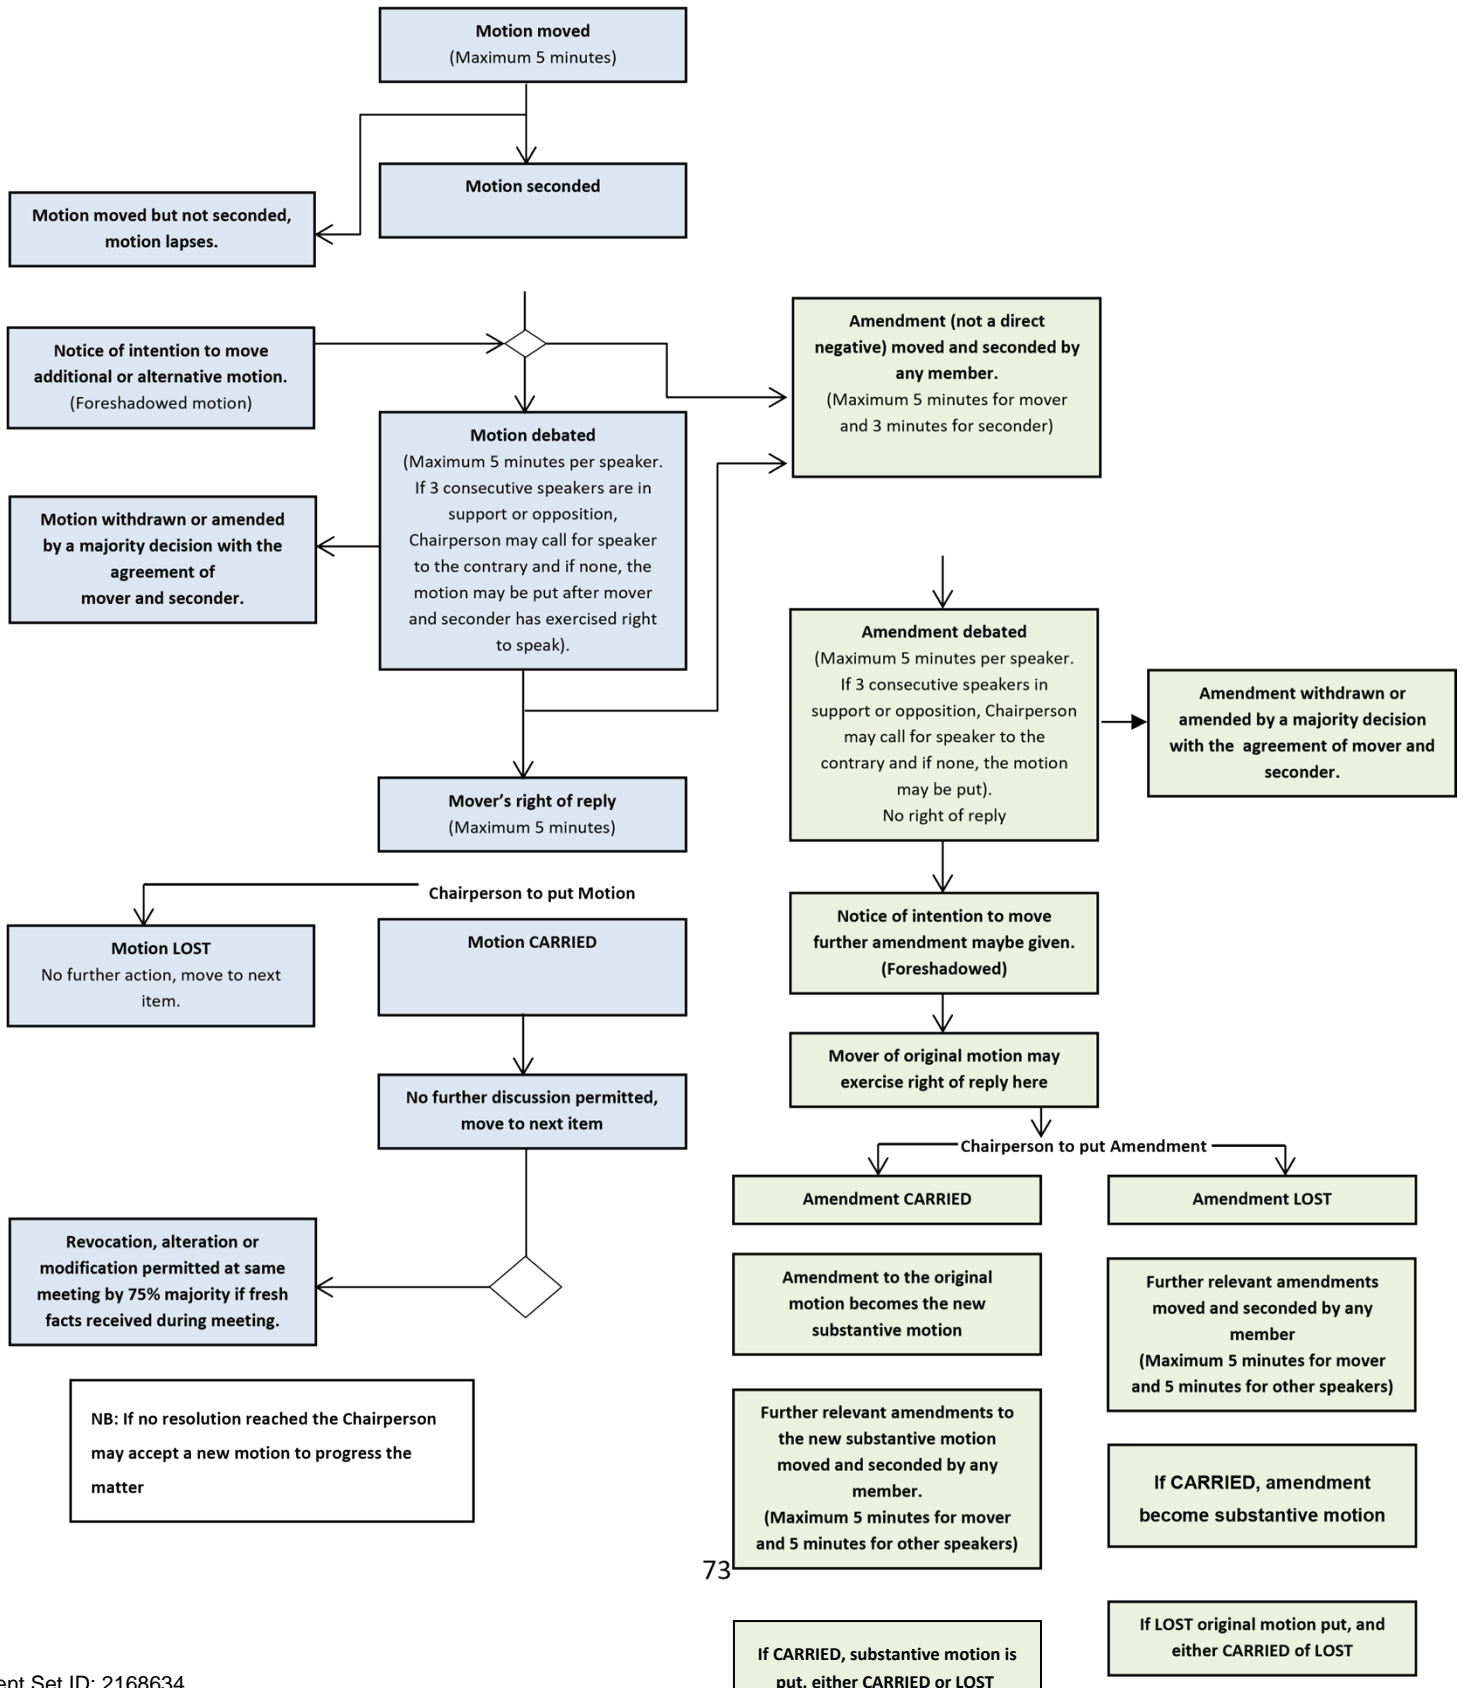 Motion moved
(Maximum 5 minutes)
Motion seconded
Motion moved but not seconded,
motion lapses.
Notice of intention to move
additional or alternative motion.
(Foreshadowed motion)
Amendment (not a direct
negative) moved and seconded by
any member.
(Maximum 5 minutes for mover
and 3 minutes for seconder)
Motion debated
(Maximum 5 minutes per speaker.
If 3 consecutive speakers are in
support or opposition,
Chairperson may call for speaker
to the contrary and if none, the
motion may be put after mover
and seconder has exercised right
to speak).
Motion withdrawn or amended
by a majority decision with the
agreement of
mover and seconder.
Amendment debated
(Maximum 5 minutes per speaker.
If 3 consecutive speakers in
support or opposition, Chairperson
may call for speaker to the
contrary and if none, the motion
may be put).
No right of reply
Amendment withdrawn or
amended by a majority decision
with the agreement of mover and
seconder.
Mover's right of reply
(Maximum 5 minutes)
Chairperson to put Motion
Motion LOST
No further action, move to next
item.
Motion CARRIED
Notice of intention to move
further amendment maybe given.
(Foreshadowed)
Mover of original motion may
exercise right of reply here
No further discussion permitted,
move to next item
Chairperson to put Amendment
Amendment CARRIED
Amendment LOST
Revocation, alteration or
modification permitted at same
meeting by 75% majority if fresh
facts received during meeting.
Amendment to the original
motion becomes the new
substantive motion
Further relevant amendments
moved and seconded by any
member
(Maximum 5 minutes for mover
and 5 minutes for other speakers)
NB: If no resolution reached the Chairperson
may accept a new motion to progress the
matter
Further relevant amendments to
the new substantive motion
moved and seconded by any
member.
(Maximum 5 minutes for mover
and 5 minutes for other speakers)
If CARRIED, amendment
become substantive motion
73
If LOST original motion put, and
either CARRIED of LOST
If CARRIED, substantive motion is
put, either CARRIED or LOST
ent Set ID: 2168634